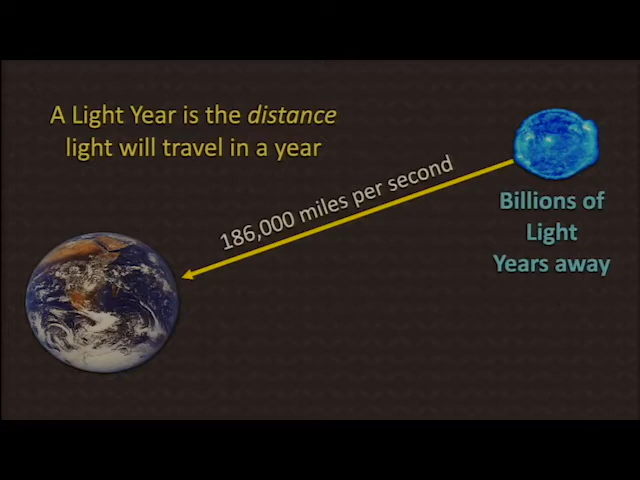 A Light Year is the distance
light will travel in a year
186,000 miles per second
Billions of
Light
Years away